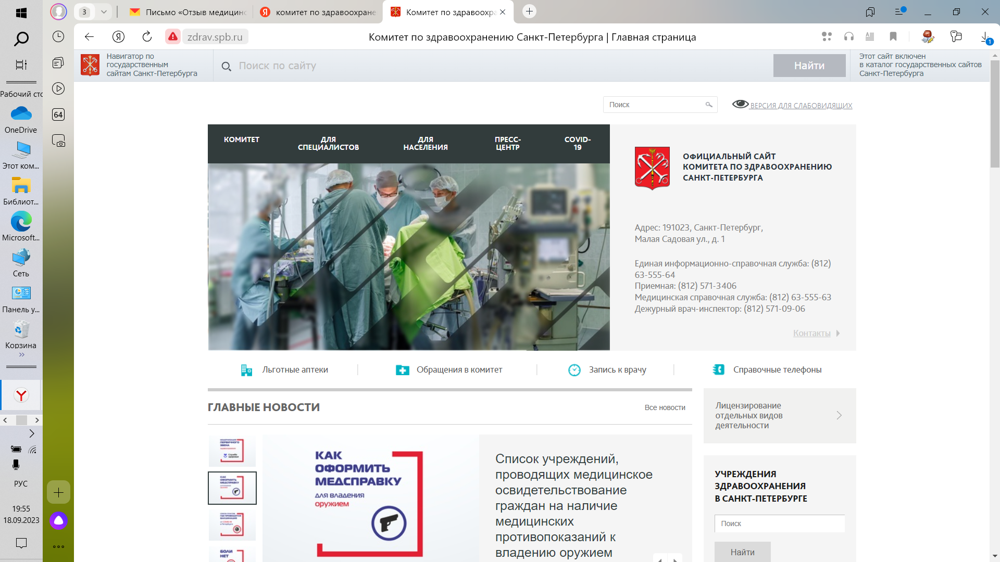 3
Письмо «Отзыв медицинс
комитет по здравоохране
Комитет по здравоохра
zdrav.spb.ru
Комитет по здравоохранению Санкт-Петербурга | Главная страница
1
Рабочий сто
OneDrive
Этот ком...
Библиот...
Microsoft...
Сеть
Панель у...
Корзина
РУС
19:55
18.09.2023
64
Навигатор по
государственным
сайтам Санкт-Петербурга
Поиск по сайту
Найти
Этот сайт включен
в каталог государственных сайтов
Санкт-Петербурга
Поиск
ВЕРСИЯ ДЛЯ СЛАБОВИДЯЩИХ
КОМИТЕТ
ДЛЯ
СПЕЦИАЛИСТОВ
ДЛЯ
НАСЕЛЕНИЯ
ПРЕСС-
ЦЕНТР
COVID-
19
ОФИЦИАЛЬНЫЙ САЙТ
КОМИТЕТА ПО ЗДРАВООХРАНЕНИЮ
САНКТ-ПЕТЕРБУРГА
Адрес: 191023, Санкт-Петербург,
Малая Садовая ул., д. 1
Единая информационно-справочная служба: (812)
63-555-64
Приемная: (812) 571-3406
Медицинская справочная служба: (812) 63-555-63
Дежурный врач-инспектор: (812) 571-09-06
Контакты
Льготные аптеки
Обращения в комитет
Запись к врачу
Справочные телефоны
ГЛАВНЫЕ НОВОСТИ
Все новости
КАК
ОФОРМИТЬ
МЕДСПРАВКУ
БОЛИ
НЕТ
КАК
ОФОРМИТЬ
МЕДСПРАВКУ
для владения
оружием
Список учреждений,
проводящих медицинское
освидетельствование
граждан на наличие
медицинских
противопоказаний к
владению оружием
Лицензирование
отдельных видов
деятельности
УЧРЕЖДЕНИЯ
ЗДРАВООХРАНЕНИЯ
В САНКТ-ПЕТЕРБУРГЕ
Поиск
Найти